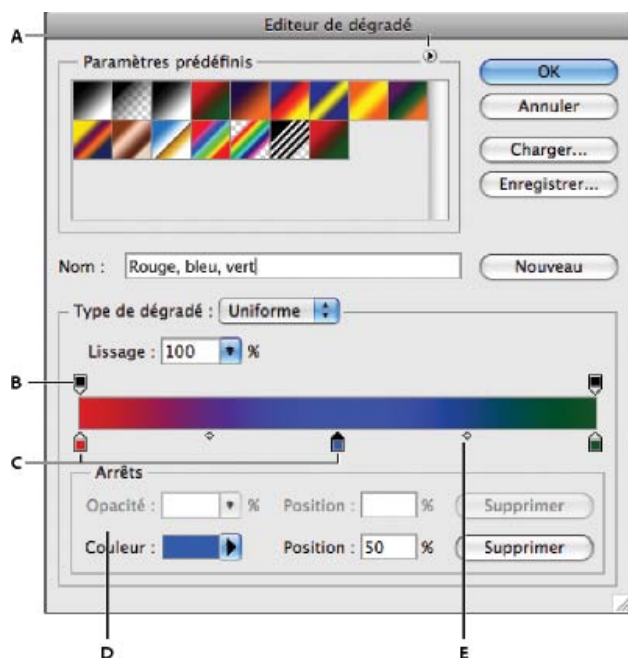 Editeur de dégradé
A
Paramètres prédéfinis
OK
Annuler
Charger...
Enregistrer...
Nom : Rouge, bleu, vert
Nouveau
Type de dégradé : Uniforme
Lissage : 100 %
B
C
Arrêts
Opacité : % Position : % Supprimer
Couleur : Position : 50 % Supprimer
D E